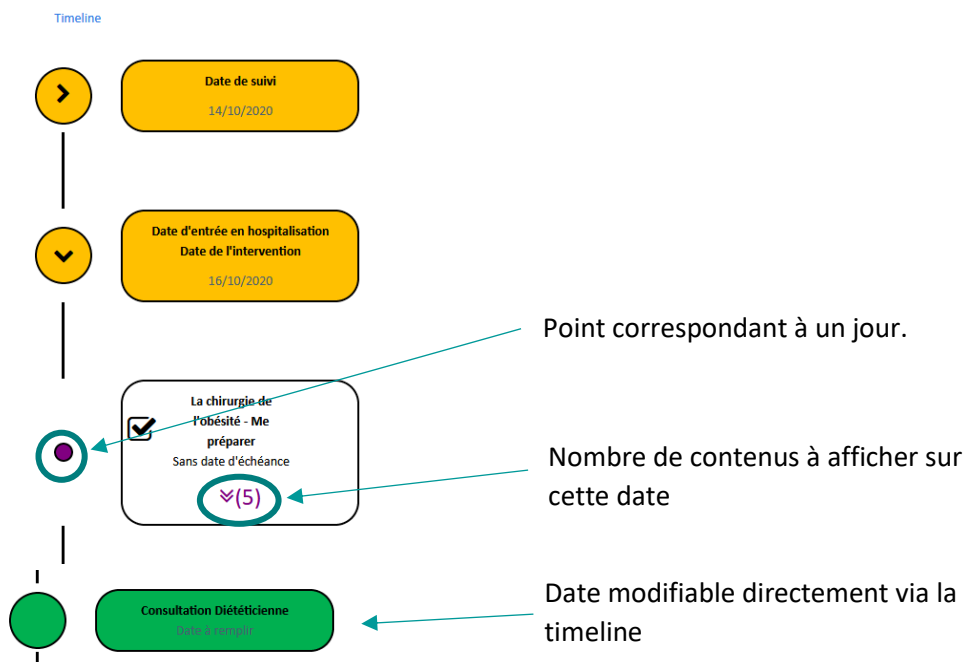 Timeline
Date de suivi
14/10/2020
Date d'entrée en hospitalisation
Date de l'intervention
16/10/2020
Point correspondant à un jour.
La chirurgie de
l'obésité - Me
préparer
Sans date d'échéance
(5)
Nombre de contenus à afficher sur
cette date
Consultation Diététicienne
Date à remplir
Date modifiable directement via la
timeline